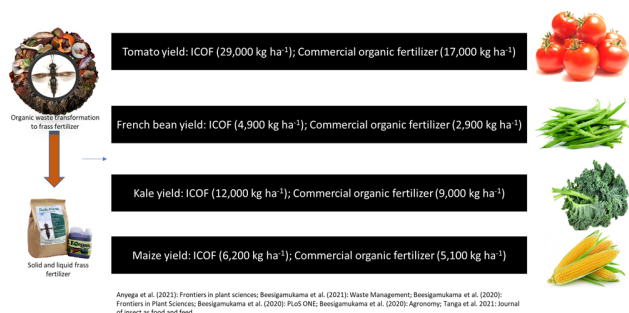 Tomato yield: ICOF (29,000 kg ha-1); Commercial organic fertilizer (17,000 kg ha-1)
Organic waste transformation
to frass fertilizer
French bean yield: ICOF (4,900 kg ha-1); Commercial organic fertilizer (2,900 kg ha-1)
Kale yield: ICOF (12,000 kg ha-1); Commercial organic fertilizer (9,000 kg ha-1)
Maize yield: ICOF (6,200 kg ha-1); Commercial organic fertilizer (5,100 kg ha-1)
Solid and liquid frass
fertilizer
Anyega et al. (2021): Frontiers in plant sciences; Beesigamukama et al. (2021): Waste Management; Beesigamukama et al. (2020):
Frontiers in Plant Sciences; Beesigamukama et al. (2020): PLoS ONE; Beesigamukama et al. (2020): Agronomy; Tanga et al. 2021: Journal
of insect as food and feed